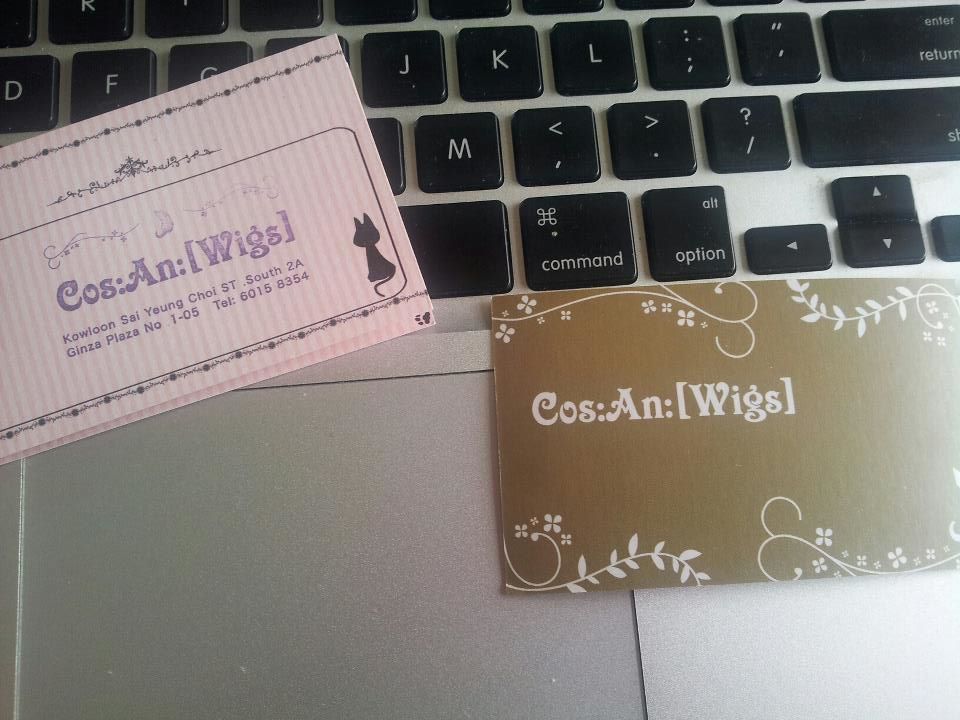 R
K
L
D
F
J
K
L
:
;
"
'
enter
return
M
<
,
>
.
?
/
⌘
command
alt
option
Cos:An:[Wigs]
Kowloon Sai Yeung Choi ST .South 2A
Ginza Plaza No 1-05 Tel: 6015 8354
Cos:An:[Wigs]